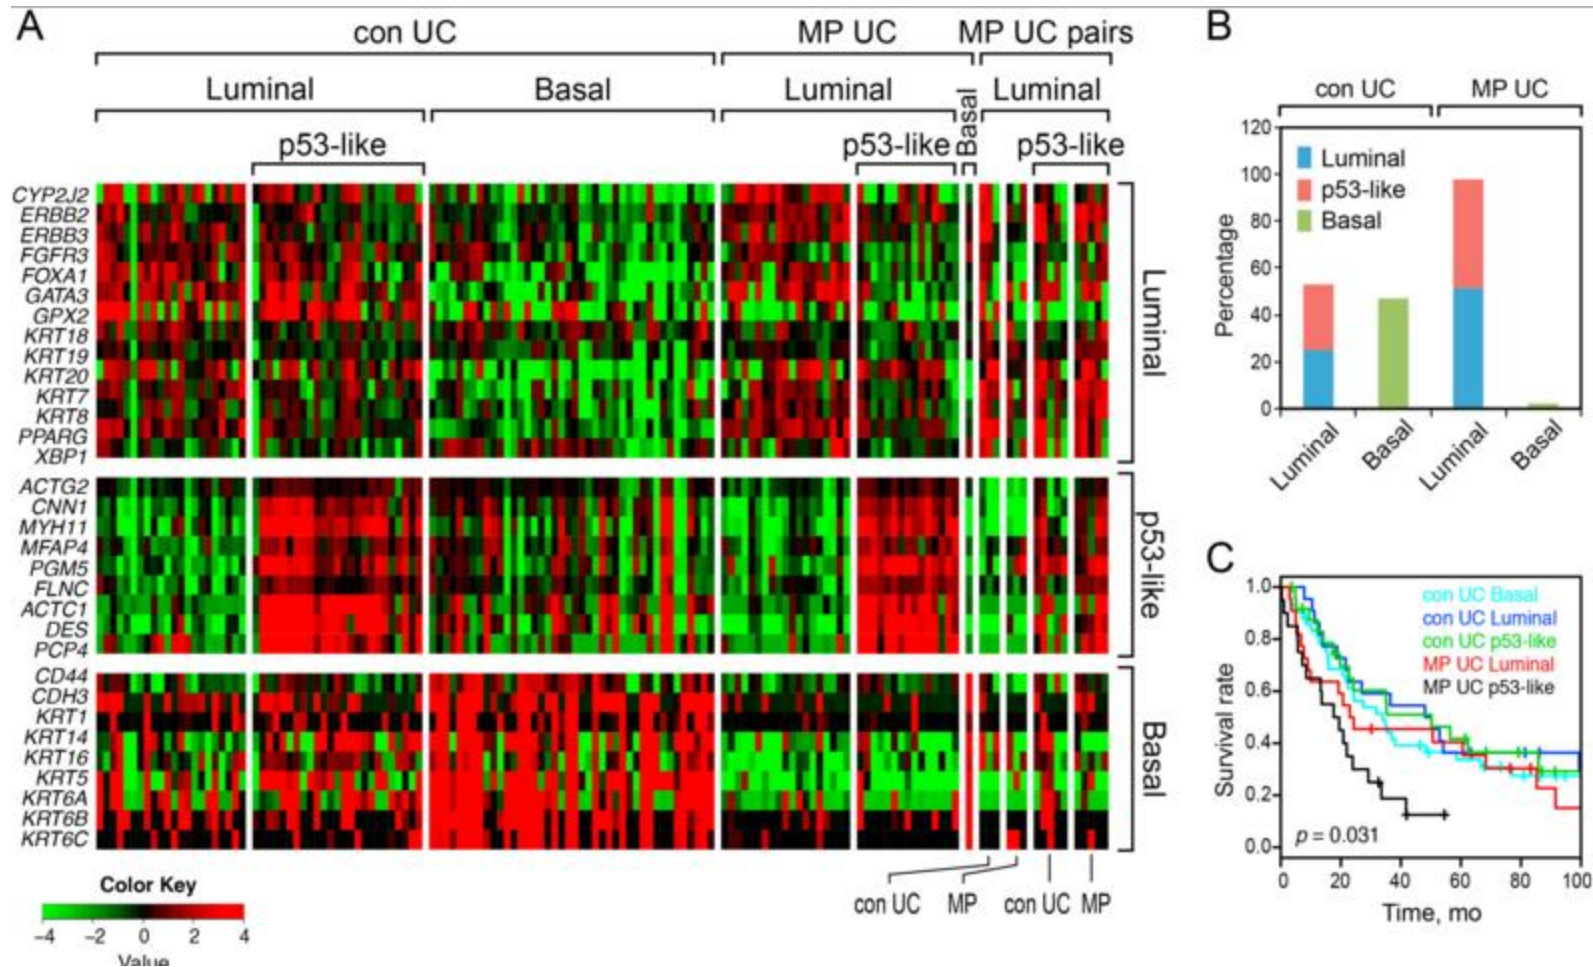 A
con UC
MP UC
MP UC pairs
Luminal
Basal
Luminal
Basal
Luminal
p53-like
p53-like
p53-like
CYP2J2
ERBB2
ERBB3
FGFR3
FOXA1
GATA3
GPX2
KRT18
KRT19
KRT20
KRT7
KRT8
PPARG
XBP1
Luminal
ACTG2
CNN1
MYH11
MFAP4
PGM5
FLNC
ACTC1
DES
PCP4
p53-like
CD44
CDH3
KRT1
KRT14
KRT16
KRT5
KRT6A
KRT6B
KRT6C
Basal
con UC
MP
con UC
MP
Color Key
−4 −2 0 2 4
Value
B
con UC
MP UC
Luminal
p53-like
Basal
Percentage
120
100
80
60
40
20
0
Luminal
Basal
Luminal
Basal
C
con UC Basal
con UC Luminal
con UC p53-like
MP UC Luminal
MP UC p53-like
Survival rate
1.0
0.8
0.6
0.4
0.2
0.0
p = 0.031
0 20 40 60 80 100
Time, mo